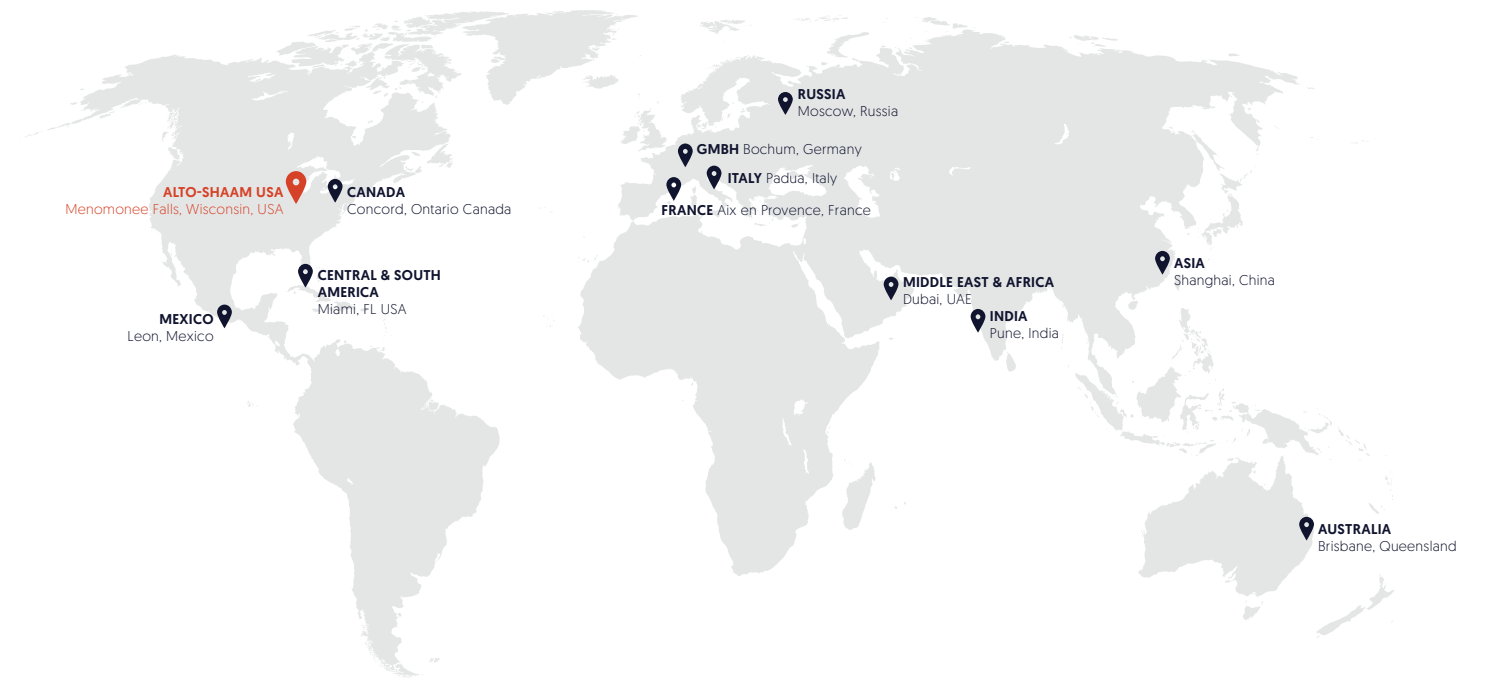 RUSSIA
Moscow, Russia
GMBH Bochum, Germany
ITALY Padua, Italy
ALTO-SHAAM USA
Menomonee Falls, Wisconsin, USA
CANADA
Concord, Ontario Canada
FRANCE Aix en Provence, France
ASIA
Shanghai, China
CENTRAL & SOUTH
AMERICA
Miami, FL USA
MIDDLE EAST & AFRICA
Dubai, UAE
MEXICO
Leon, Mexico
INDIA
Pune, India
AUSTRALIA
Brisbane, Queensland